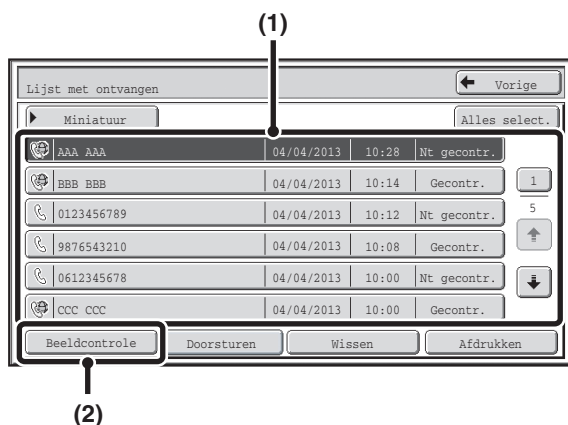 (1)
Lijst met ontvangen
Vorige
Miniatuur
Alles select.
AAA AAA 04/04/2013 10:28 Nt gecontr.
BBB BBB 04/04/2013 10:14 Gecontr.
1
0123456789 04/04/2013 10:12 Nt gecontr.
5
9876543210 04/04/2013 10:08 Gecontr.
0612345678 04/04/2013 10:00 Nt gecontr.
CCC CCC 04/04/2013 10:00 Gecontr.
Beeldcontrole Doorsturen Wissen Afdrukken
(2)